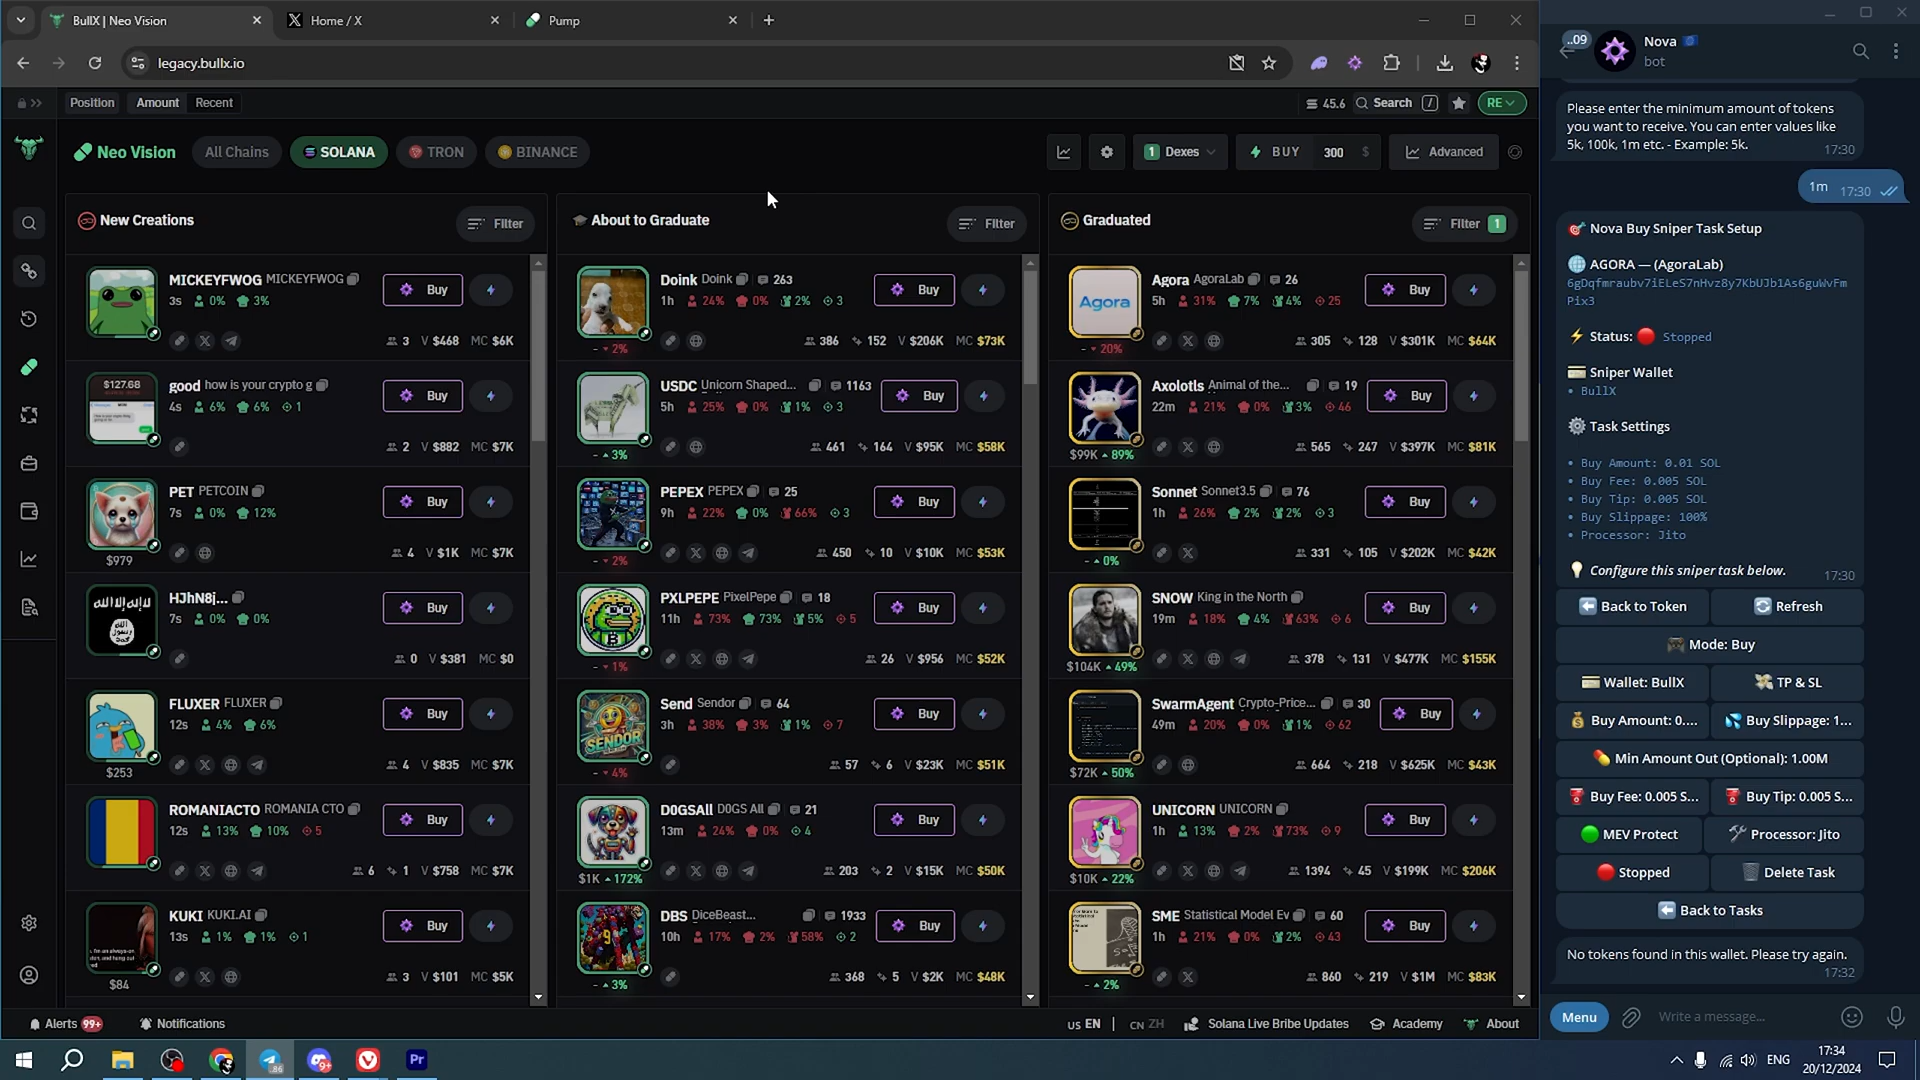 BullX | Neo Vision
Home / X
Pump
legacy.bullx.io
Position
Amount
Recent
45.6
Search
/
RE
Neo Vision
All Chains
SOLANA
TRON
BINANCE
1 Dexes
BUY
300
$
Advanced
New Creations
Filter
MICKEYFWOG MICKEYFWOG
Buy
3s 0% 3%
3 V $468 MC $6K
$127.68
good how is your crypto g
Buy
4s 6% 6% 1
2 V $882 MC $7K
PET PETCOIN
Buy
7s 0% 12%
$979
4 V $1K MC $7K
HJhN8j...
Buy
7s 0% 0%
0 V $381 MC $0
FLUXER FLUXER
Buy
12s 4% 6%
$253
4 V $835 MC $7K
ROMANIACTO ROMANIA CTO
Buy
12s 13% 10% 5
6 1 V $758 MC $7K
KUKI KUKI.AI
Buy
13s 1% 1% 1
$84
3 V $101 MC $5K
About to Graduate
Filter
Doink Doink 263
Buy
1h 24% 0% 2% 3
- 2%
386 152 V $206K MC $73K
USDC Unicorn Shaped... 1163
Buy
5h 25% 0% 1% 3
- 3%
461 164 V $95K MC $58K
PEPEX PEPEX 25
Buy
9h 22% 0% 66% 3
- 2%
450 10 V $10K MC $53K
PXLPEPE PixelPepe 18
Buy
11h 73% 73% 5% 5
- 1%
26 V $956 MC $52K
SENDOR
Send Sendor 64
Buy
3h 38% 3% 1% 7
- 4%
57 6 V $23K MC $51K
D0GSAll D0GS All 21
Buy
13m 24% 0% 4
$1K 172%
203 2 V $15K MC $50K
DBS DiceBeast... 1933
Buy
10h 17% 2% 58% 2
- 3%
368 5 V $2K MC $48K
Graduated
Filter 1
Agora
Agora AgoraLab 26
Buy
5h 31% 7% 4% 25
- 20%
305 128 V $301K MC $64K
Axolotls Animal of the... 19
Buy
22m 21% 0% 3% 46
$99K 89%
565 247 V $397K MC $81K
Sonnet Sonnet3.5 76
Buy
1h 26% 2% 2% 3
- 0%
331 105 V $202K MC $42K
SNOW King in the North
Buy
19m 18% 4% 63% 6
$104K 49%
378 131 V $477K MC $155K
SwarmAgent Crypto-Price... 30
Buy
49m 20% 0% 1% 62
$72K 50%
664 218 V $625K MC $43K
UNICORN UNICORN
Buy
1h 13% 2% 73% 9
$10K 22%
1394 45 V $199K MC $206K
SME Statistical Model Ev 60
Buy
1h 21% 0% 2% 43
- 2%
860 219 V $1M MC $83K
Alerts 99+
Notifications
US EN
CN ZH
Solana Live Bribe Updates
Academy
About
..09
Nova
bot
Please enter the minimum amount of tokens
you want to receive. You can enter values like
5k, 100k, 1m etc. - Example: 5k.
17:30
1m 17:30
Nova Buy Sniper Task Setup
AGORA — (AgoraLab)
6gDqfmraubv7iELeS7nHvz8y7KbUJb1As6guWvFm
Pix3
Status: Stopped
Sniper Wallet
• BullX
Task Settings
• Buy Amount: 0.01 SOL
• Buy Fee: 0.005 SOL
• Buy Tip: 0.005 SOL
• Buy Slippage: 100%
• Processor: Jito
Configure this sniper task below.
17:30
Back to Token
Refresh
Mode: Buy
Wallet: BullX
TP & SL
Buy Amount: 0....
Buy Slippage: 1...
Min Amount Out (Optional): 1.00M
Buy Fee: 0.005 S...
Buy Tip: 0.005 S...
MEV Protect
Processor: Jito
Stopped
Delete Task
Back to Tasks
No tokens found in this wallet. Please try again.
17:32
Menu
Write a message...
.86
9+
Pr
ENG
17:34
20/12/2024